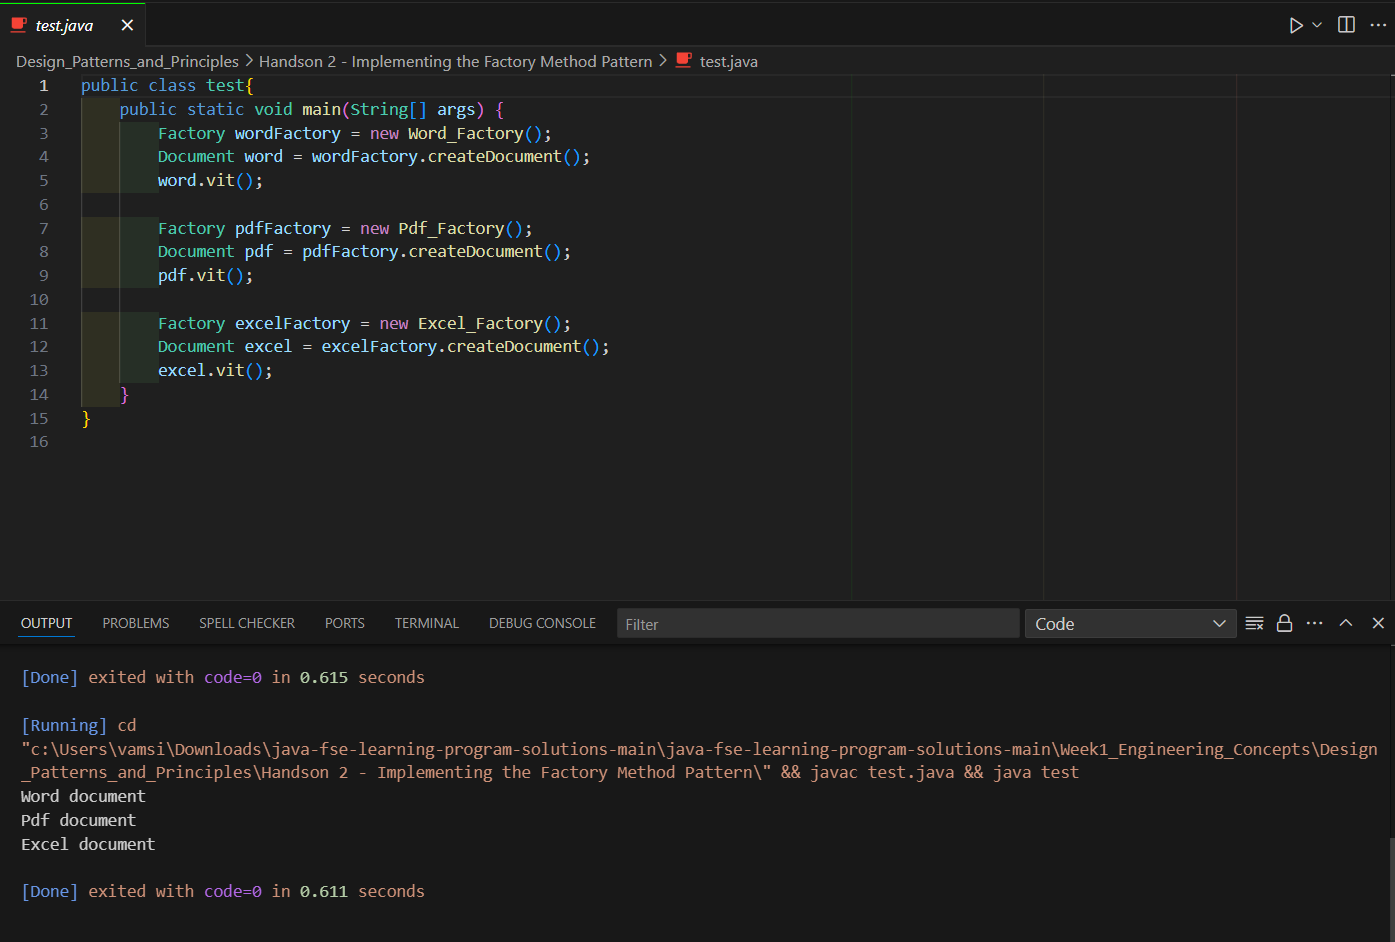 test.java
Design_Patterns_and_Principles > Handson 2 - Implementing the Factory Method Pattern > test.java
1 public class test{
2     public static void main(String[] args) {
3         Factory wordFactory = new Word_Factory();
4         Document word = wordFactory.createDocument();
5         word.vit();
6
7         Factory pdfFactory = new Pdf_Factory();
8         Document pdf = pdfFactory.createDocument();
9         pdf.vit();
10
11         Factory excelFactory = new Excel_Factory();
12         Document excel = excelFactory.createDocument();
13         excel.vit();
14     }
15 }
16
OUTPUT PROBLEMS SPELL CHECKER PORTS TERMINAL DEBUG CONSOLE Filter Code
[Done] exited with code=0 in 0.615 seconds
[Running] cd
"c:\Users\vamsi\Downloads\java-fse-learning-program-solutions-main\java-fse-learning-program-solutions-main\Week1_Engineering_Concepts\Design
_Patterns_and_Principles\Handson 2 - Implementing the Factory Method Pattern\" && javac test.java && java test
Word document
Pdf document
Excel document
[Done] exited with code=0 in 0.611 seconds